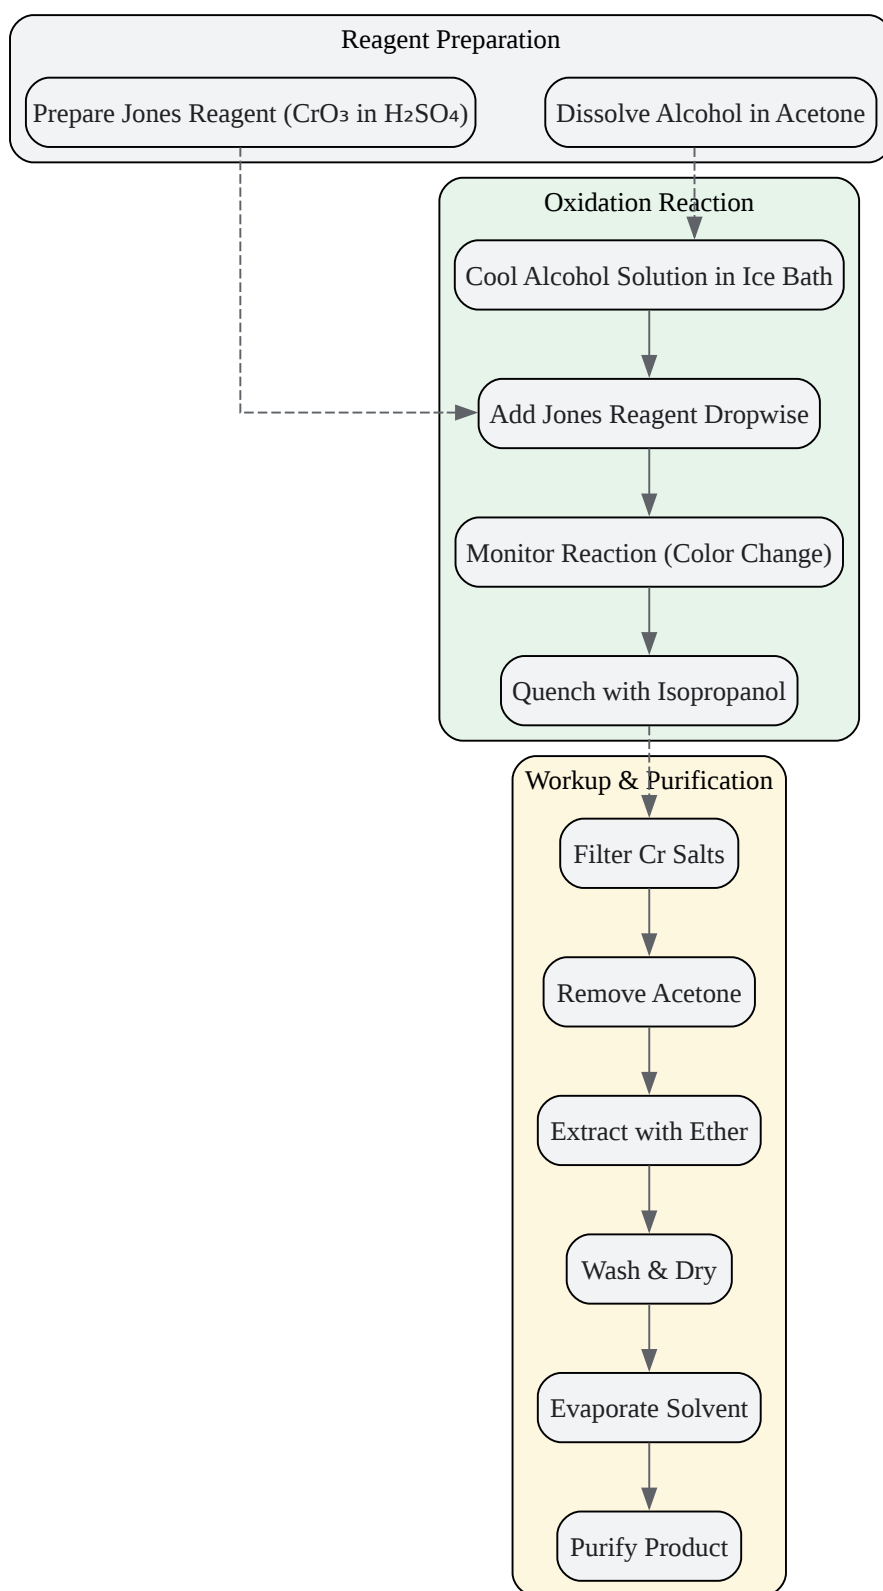 Reagent Preparation
Prepare Jones Reagent (CrO₃ in H₂SO₄)
Dissolve Alcohol in Acetone
Oxidation Reaction
Cool Alcohol Solution in Ice Bath
Add Jones Reagent Dropwise
Monitor Reaction (Color Change)
Quench with Isopropanol
Workup & Purification
Filter Cr Salts
Remove Acetone
Extract with Ether
Wash & Dry
Evaporate Solvent
Purify Product